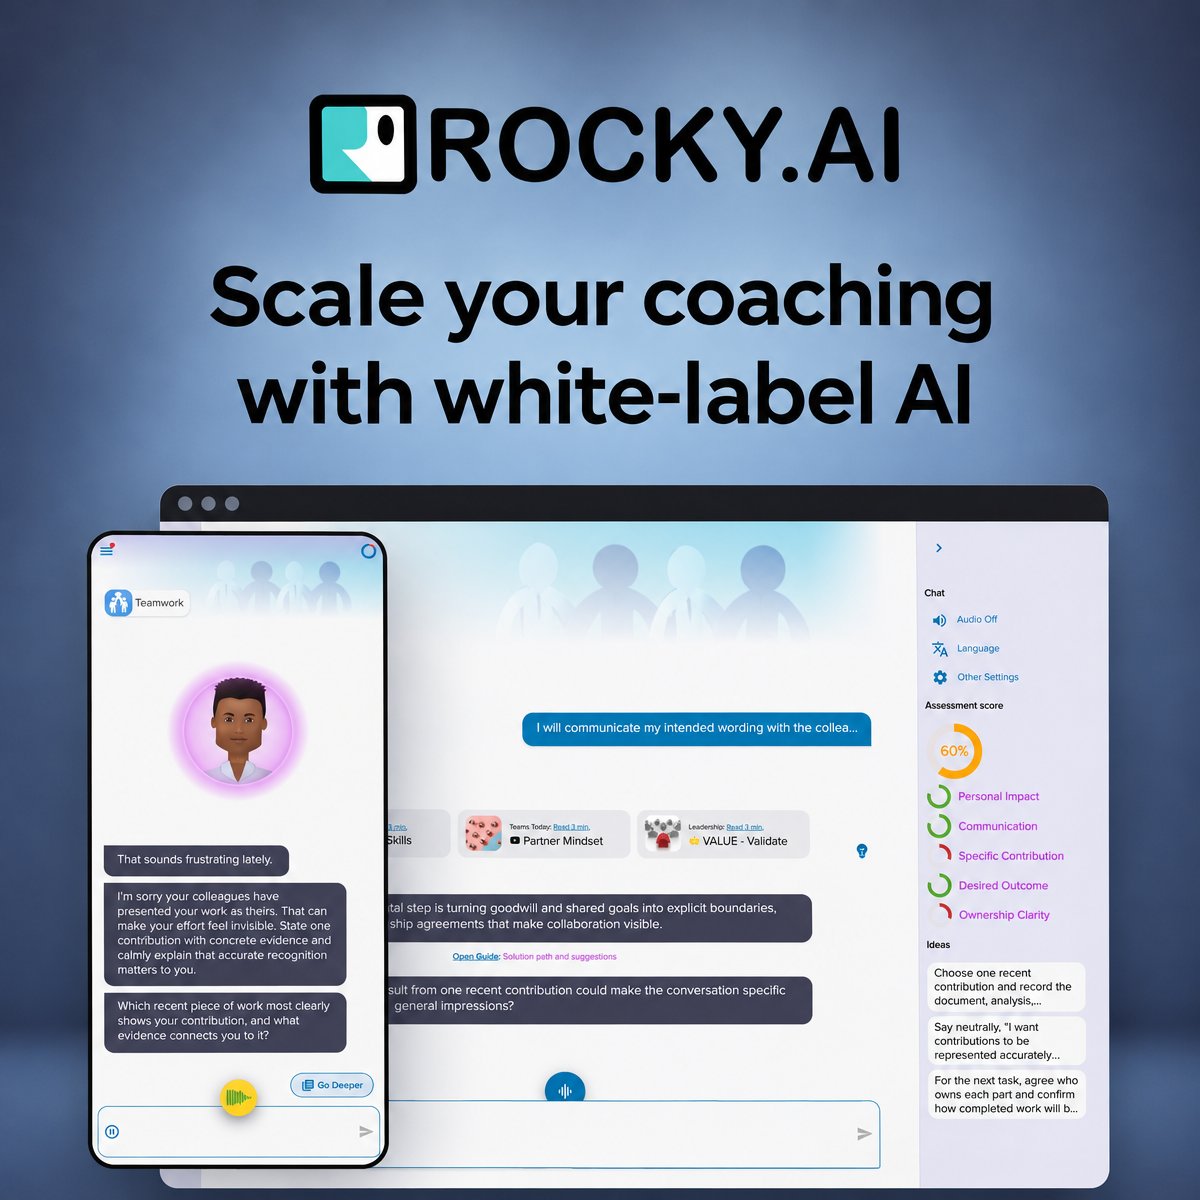 ROCKY.AI
Scale your coaching
with white-label AI
Teamwork
That sounds frustrating lately.
I'm sorry your colleagues have
presented your work as theirs. That can
make your effort feel invisible. State one
contribution with concrete evidence and
calmly explain that accurate recognition
matters to you.
Which recent piece of work most clearly
shows your contribution, and what
evidence connects you to it?
Go Deeper
I will communicate my intended wording with the collea...
3 min.
Skills
Teams Today: Read 3 min.
Partner Mindset
Leadership: Read 3 min.
VALUE - Validate
step is turning goodwill and shared goals into explicit boundaries,
agreements that make collaboration visible.
Open Guide: Solution path and suggestions
from one recent contribution could make the conversation specific
general impressions?
Chat
Audio Off
Language
Other Settings
Assessment score
60%
Personal Impact
Communication
Specific Contribution
Desired Outcome
Ownership Clarity
Ideas
Choose one recent
contribution and record the
document, analysis,...
Say neutrally, "I want
contributions to be
represented accurately...
For the next task, agree who
owns each part and confirm
how completed work will b...